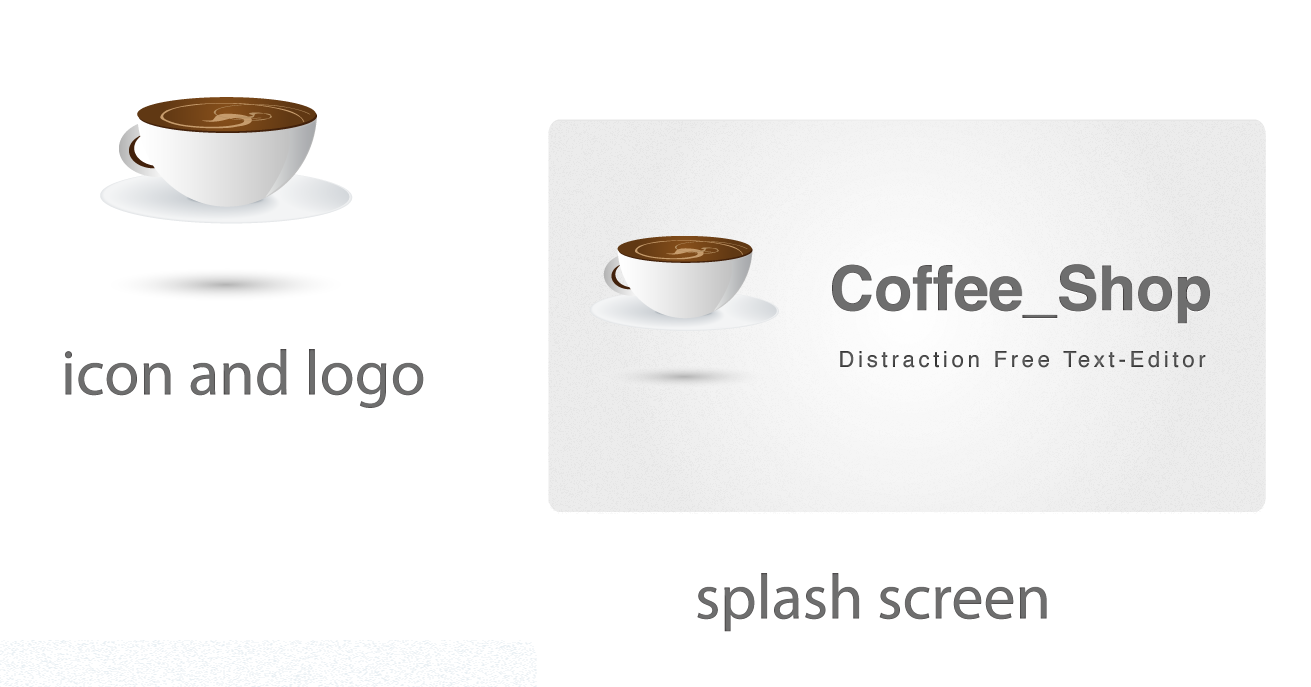 icon and logo
Coffee_Shop
Distraction Free Text-Editor
splash screen